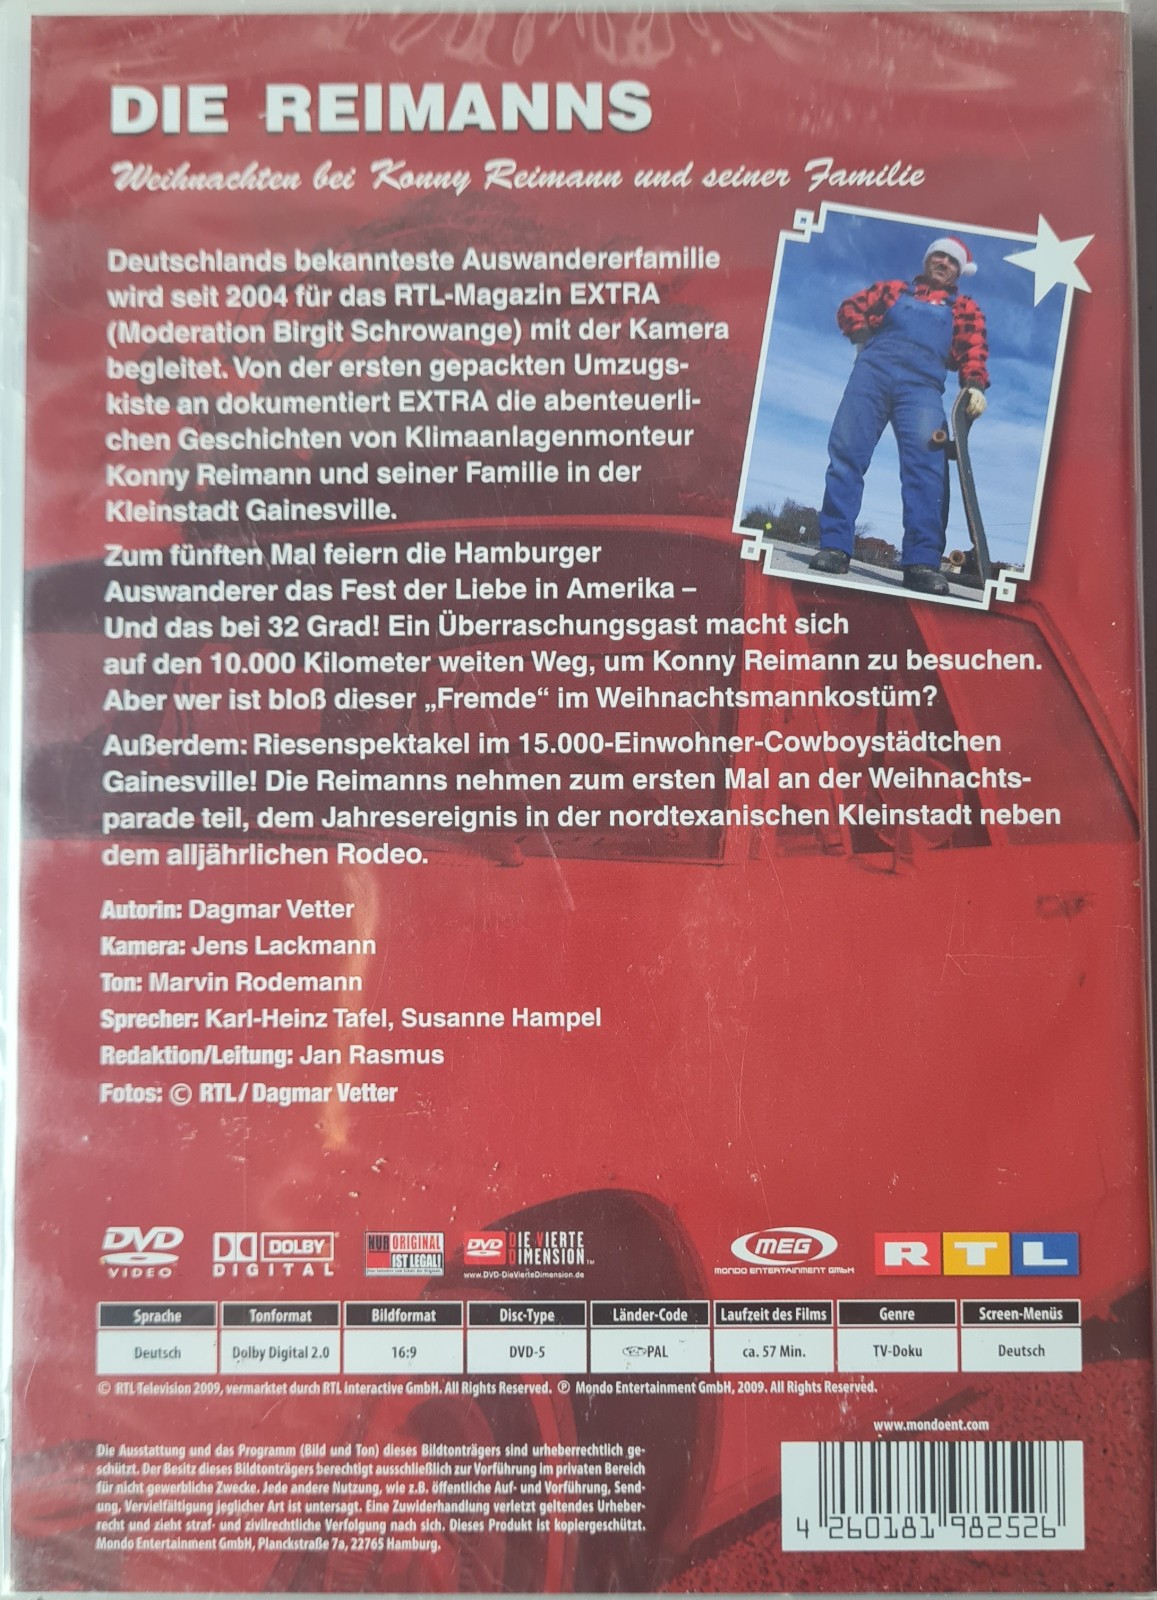 DIE REIMANNS
Weihnachten bei Konny Reimann und seiner Familie
Deutschlands bekannteste Auswandererfamilie
wird seit 2004 für das RTL-Magazin EXTRA
(Moderation Birgit Schrowange) mit der Kamera
begleitet. Von der ersten gepackten Umzugs-
kiste an dokumentiert EXTRA die abenteuerli-
chen Geschichten von Klimaanlagenmonteur
Konny Reimann und seiner Familie in der
Kleinstadt Gainesville.
Zum fünften Mal feiern die Hamburger
Auswanderer das Fest der Liebe in Amerika –
Und das bei 32 Grad! Ein Überraschungsgast macht sich
auf den 10.000 Kilometer weiten Weg, um Konny Reimann zu besuchen.
Aber wer ist bloß dieser „Fremde“ im Weihnachtsmannkostüm?
Außerdem: Riesenspektakel im 15.000-Einwohner-Cowboystädtchen
Gainesville! Die Reimanns nehmen zum ersten Mal an der Weihnachts-
parade teil, dem Jahresereignis in der nordtexanischen Kleinstadt neben
dem alljährlichen Rodeo.
Autorin: Dagmar Vetter
Kamera: Jens Lackmann
Ton: Marvin Rodemann
Sprecher: Karl-Heinz Tafel, Susanne Hampel
Redaktion/Leitung: Jan Rasmus
Fotos: © RTL/Dagmar Vetter
DVD VIDEO
DOLBY DIGITAL
NUR ORIGINAL IST LEGAL!
DVD DIE VIERTE DIMENSION™
www.DVD-DieVierteDimension.de
MEG
MONDO ENTERTAINMENT GMBH
RTL
Sprache Tonformat Bildformat Disc-Type Länder-Code Laufzeit des Films Genre Screen-Menüs
Deutsch Dolby Digital 2.0 16:9 DVD-5 PAL ca. 57 Min. TV-Doku Deutsch
© RTL Television 2009, vermarktet durch RTL interactive GmbH. All Rights Reserved. ℗ Mondo Entertainment GmbH, 2009. All Rights Reserved.
www.mondoent.com
Die Ausstattung und das Programm (Bild und Ton) dieses Bildtonträgers sind urheberrechtlich ge-
schützt. Der Besitz dieses Bildtonträgers berechtigt ausschließlich zur Vorführung im privaten Bereich
für nicht gewerbliche Zwecke. Jede andere Nutzung, wie z.B. öffentliche Auf- und Vorführung, Send-
ung, Vervielfältigung jeglicher Art ist untersagt. Eine Zuwiderhandlung verletzt geltendes Urheber-
recht und zieht straf- und zivilrechtliche Verfolgung nach sich. Dieses Produkt ist kopiergeschützt.
Mondo Entertainment GmbH, Planckstraße 7a, 22765 Hamburg.
4 260181 982526